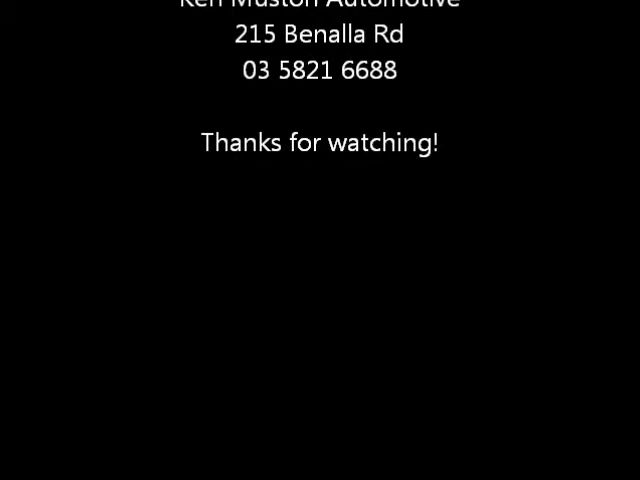 Ken Muston Automotive
215 Benalla Rd
03 5821 6688
Thanks for watching!